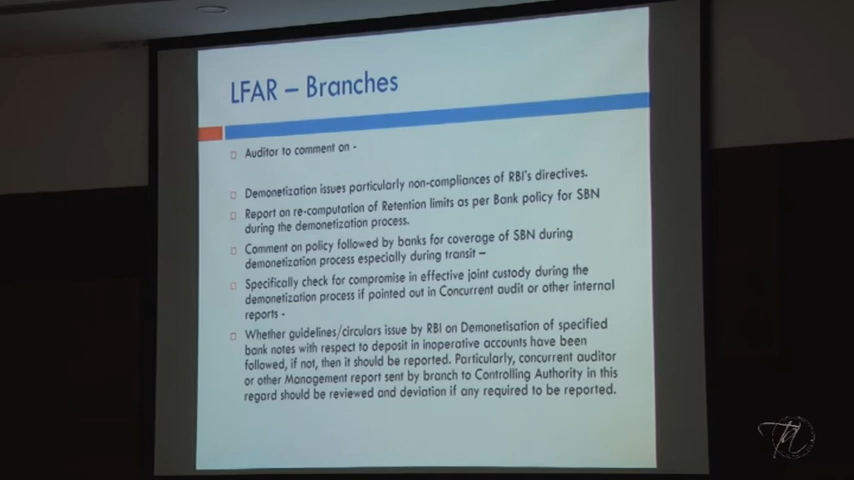 LFAR – Branches
Auditor to comment on -
Demonetization issues particularly non-compliances of RBI's directives.
Report on re-computation of Retention limits as per Bank policy for SBN
during the demonetization process.
Comment on policy followed by banks for coverage of SBN during
demonetization process especially during transit –
Specifically check for compromise in effective joint custody during the
demonetization process if pointed out in Concurrent audit or other internal
reports -
Whether guidelines/circulars issue by RBI on Demonetisation of specified
bank notes with respect to deposit in inoperative accounts have been
followed, if not, then it should be reported. Particularly, concurrent auditor
or other Management report sent by branch to Controlling Authority in this
regard should be reviewed and deviation if any required to be reported.